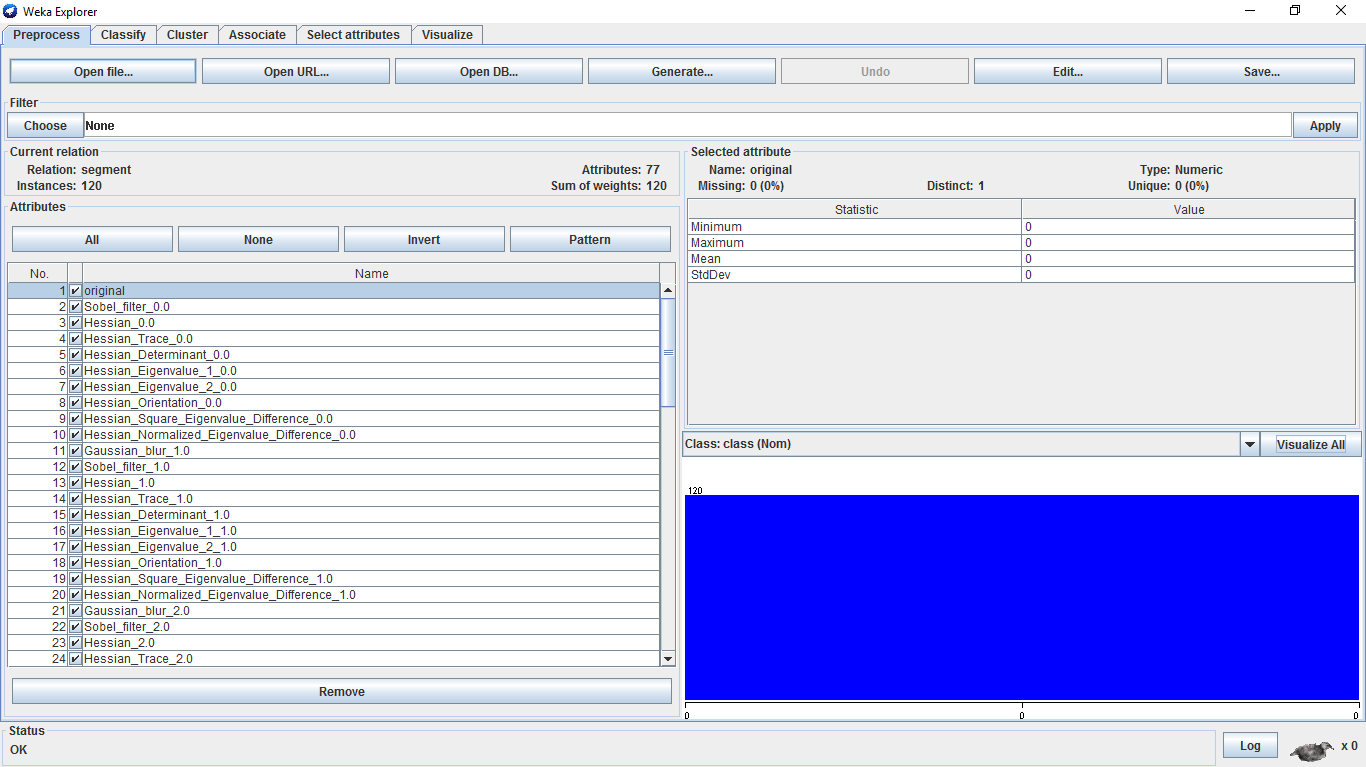 Weka Explorer
Preprocess Classify Cluster Associate Select attributes Visualize
Open file... Open URL... Open DB... Generate... Undo Edit... Save...
Filter
Choose None Apply
Current relation
Relation: segment Attributes: 77
Instances: 120 Sum of weights: 120
Attributes
All None Invert Pattern
No. Name
1 original
2 Sobel_filter_0.0
3 Hessian_0.0
4 Hessian_Trace_0.0
5 Hessian_Determinant_0.0
6 Hessian_Eigenvalue_1_0.0
7 Hessian_Eigenvalue_2_0.0
8 Hessian_Orientation_0.0
9 Hessian_Square_Eigenvalue_Difference_0.0
10 Hessian_Normalized_Eigenvalue_Difference_0.0
11 Gaussian_blur_1.0
12 Sobel_filter_1.0
13 Hessian_1.0
14 Hessian_Trace_1.0
15 Hessian_Determinant_1.0
16 Hessian_Eigenvalue_1_1.0
17 Hessian_Eigenvalue_2_1.0
18 Hessian_Orientation_1.0
19 Hessian_Square_Eigenvalue_Difference_1.0
20 Hessian_Normalized_Eigenvalue_Difference_1.0
21 Gaussian_blur_2.0
22 Sobel_filter_2.0
23 Hessian_2.0
24 Hessian_Trace_2.0
Remove
Selected attribute
Name: original Type: Numeric
Missing: 0 (0%) Distinct: 1 Unique: 0 (0%)
Statistic Value
Minimum 0
Maximum 0
Mean 0
StdDev 0
Class: class (Nom) Visualize All
120
0 0 0
Status
OK
Log x 0